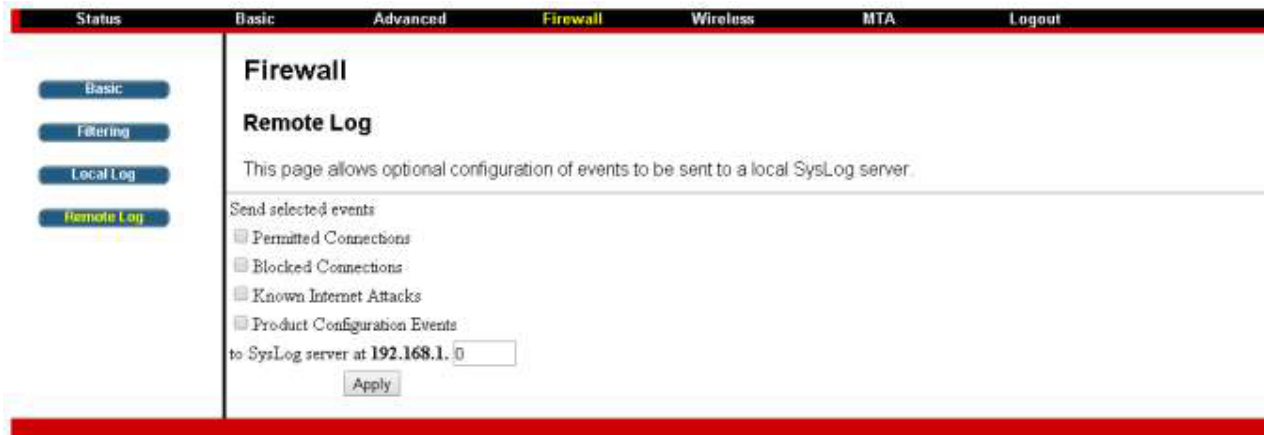 Status Basic Advanced Firewall Wireless MTA Logout
Basic
Filtering
Local Log
Remote Log
Firewall
Remote Log
This page allows optional configuration of events to be sent to a local SysLog server.
Send selected events
Permitted Connections
Blocked Connections
Known Internet Attacks
Product Configuration Events
to SysLog server at 192.168.1. 0
Apply